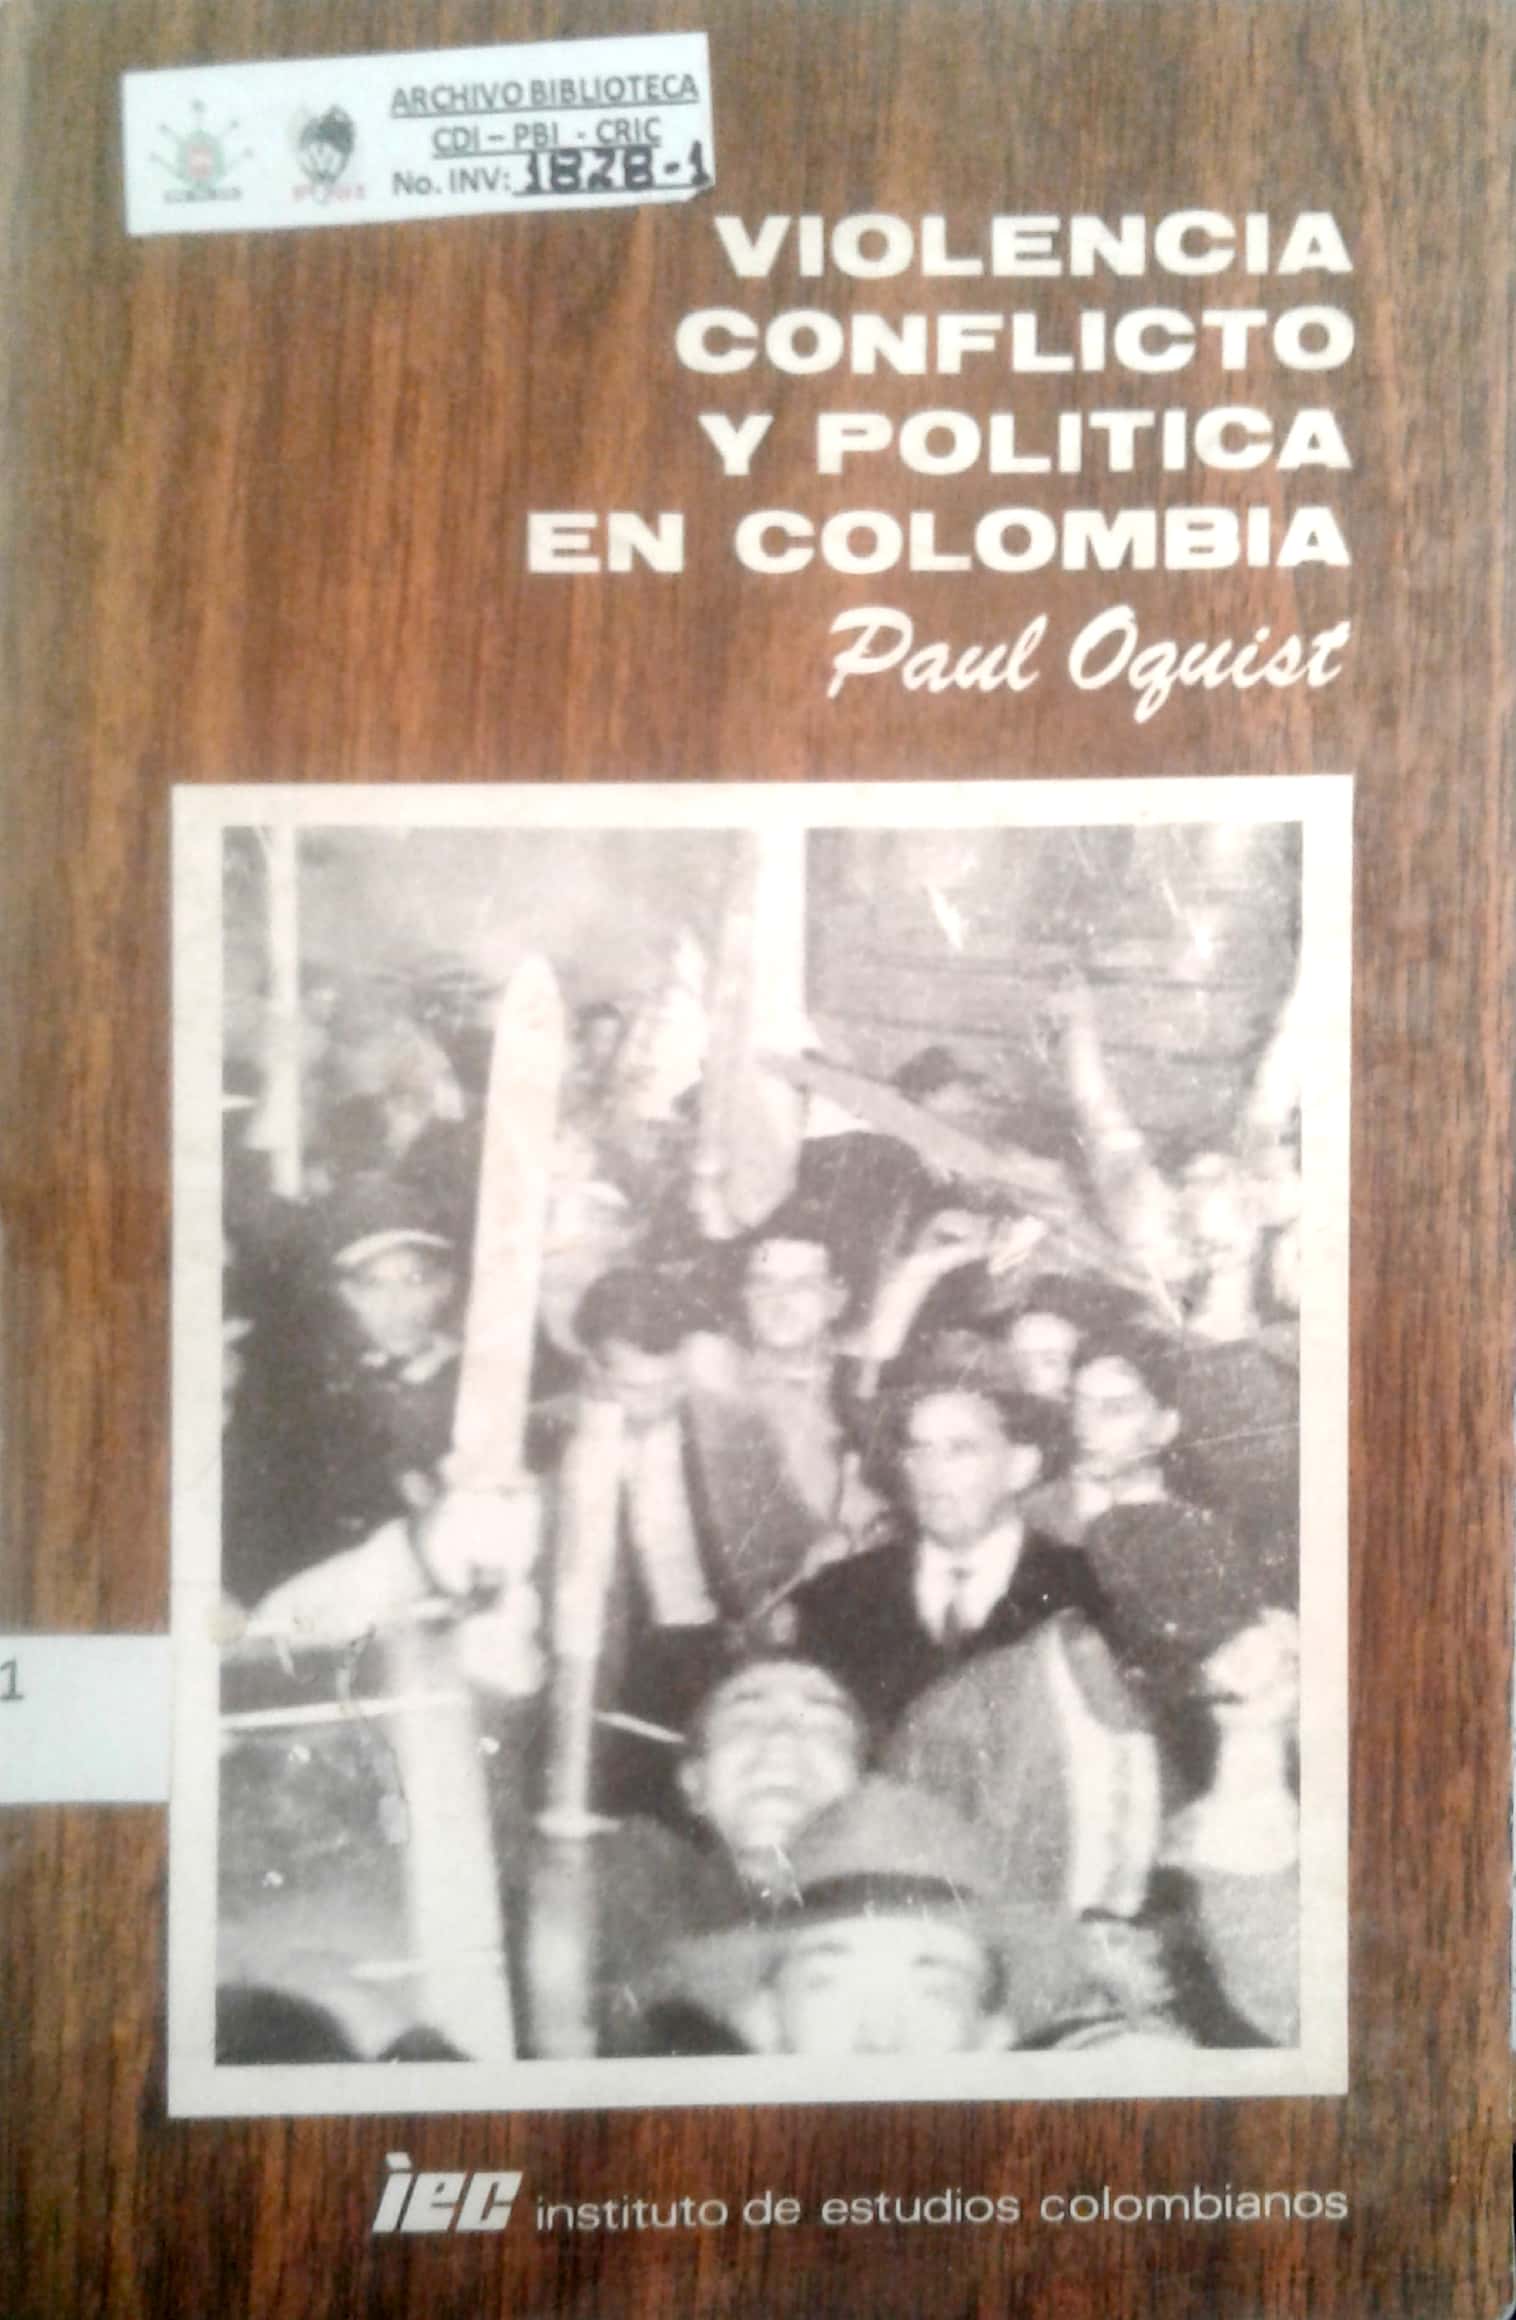 ARCHIVO BIBLIOTECA
CDI – PBI - CRIC
No. INV: 1828-1
VIOLENCIA
CONFLICTO
Y POLITICA
EN COLOMBIA
Paul Oquist
1
iec instituto de estudios colombianos